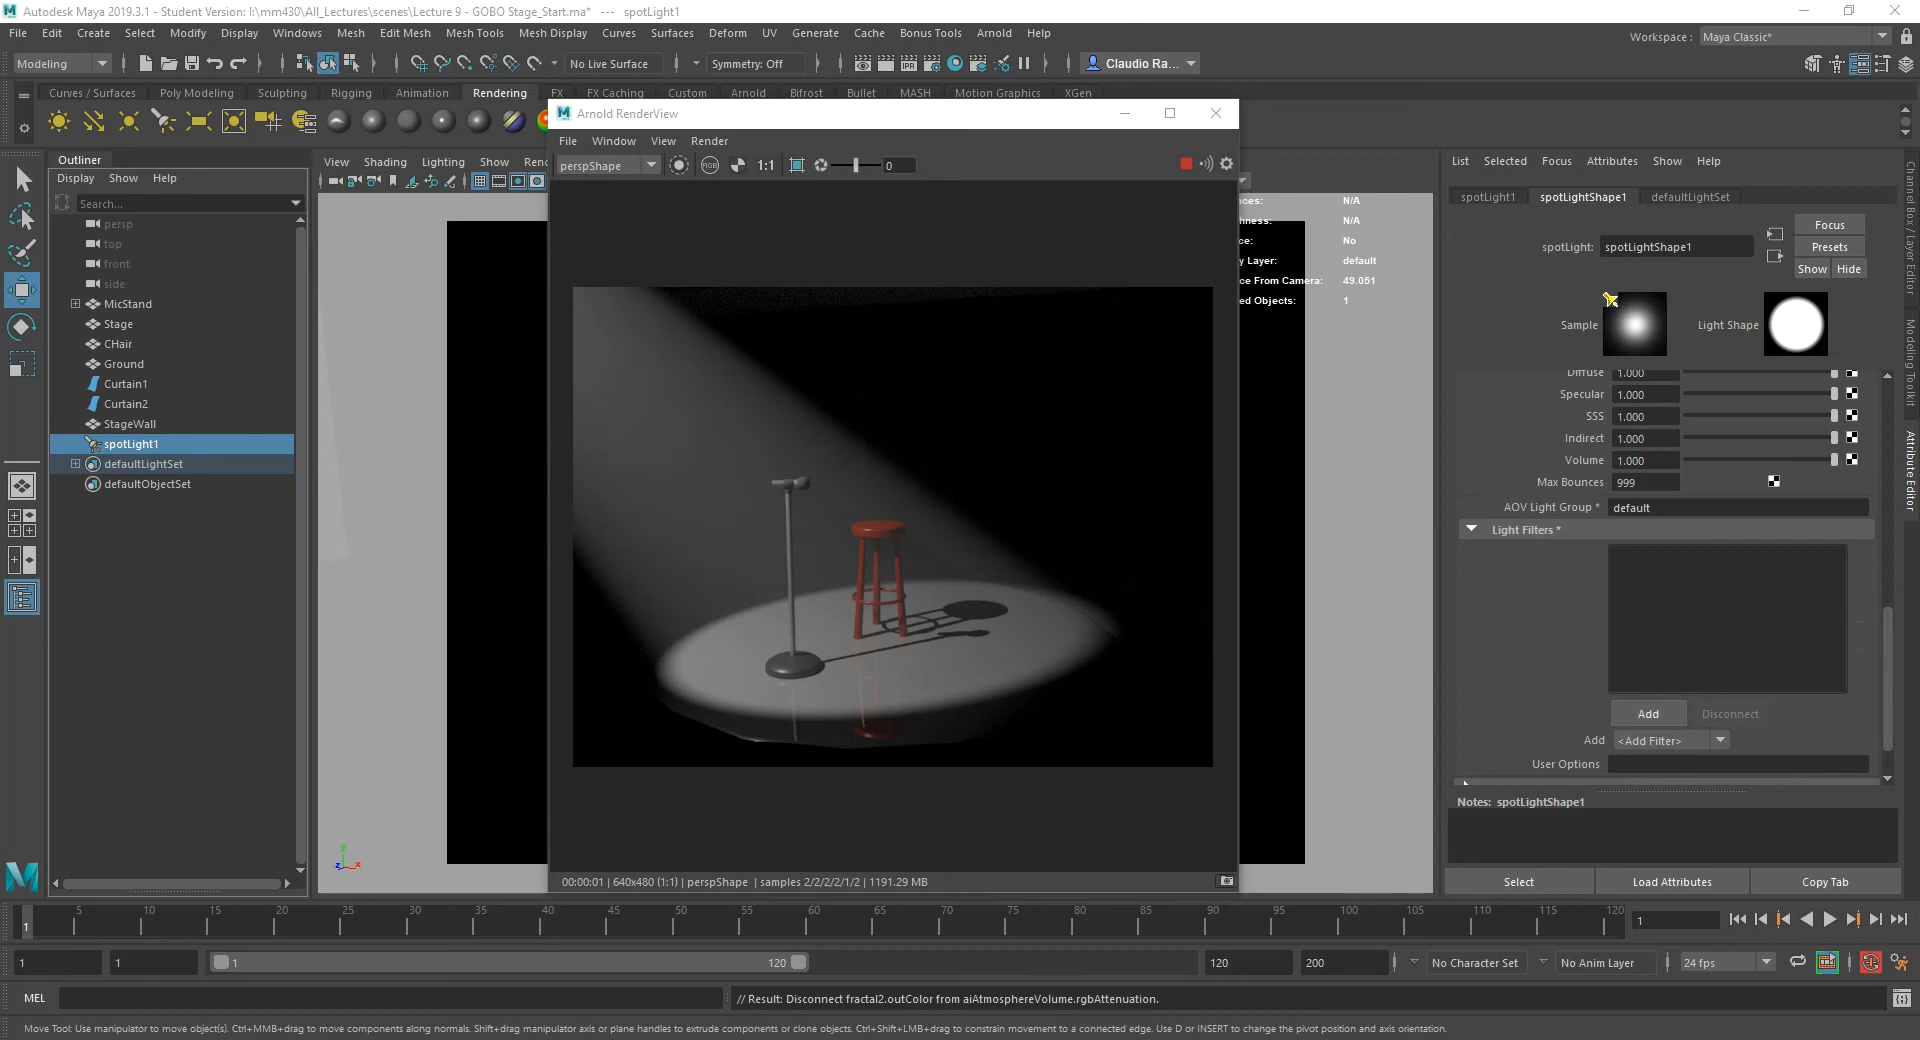 Autodesk Maya 2019.3.1 - Student Version: I:\mm430\All_Lectures\scenes\Lecture 9 - GOBO Stage_Start.ma* --- spotLight1
File Edit Create Select Modify Display Windows Mesh Edit Mesh Mesh Tools Mesh Display Curves Surfaces Deform UV Generate Cache Bonus Tools Arnold Help
Workspace : Maya Classic*
Modeling No Live Surface Symmetry: Off Claudio Ra...
Curves / Surfaces Poly Modeling Sculpting Rigging Animation Rendering FX FX Caching Custom Arnold Bifrost Bullet MASH Motion Graphics XGen
Arnold RenderView
File Window View Render
perspShape 1:1 0
Outliner
Display Show Help
Search...
persp
top
front
side
MicStand
Stage
CHair
Ground
Curtain1
Curtain2
StageWall
spotLight1
defaultLightSet
defaultObjectSet
View Shading Lighting Show
N/A
N/A
No
y Layer: default
From Camera: 49.051
ed Objects: 1
00:00:01 | 640x480 (1:1) | perspShape | samples 2/2/2/2/1/2 | 1191.29 MB
y
z x
List Selected Focus Attributes Show Help
spotLight1 spotLightShape1 defaultLightSet
spotLight: spotLightShape1
Focus
Presets
Show Hide
Sample Light Shape
Diffuse 1.000
Specular 1.000
SSS 1.000
Indirect 1.000
Volume 1.000
Max Bounces 999
AOV Light Group * default
Light Filters *
Add Disconnect
Add <Add Filter>
User Options
Notes: spotLightShape1
Select Load Attributes Copy Tab
Channel Box / Layer Editor
Modeling Toolkit
Attribute Editor
1 5 10 15 20 25 30 35 40 45 50 55 60 65 70 75 80 85 90 95 100 105 110 115 120 1
1 1 1 120 120 200 No Character Set No Anim Layer 24 fps
MEL // Result: Disconnect fractal2.outColor from aiAtmosphereVolume.rgbAttenuation.
Move Tool: Use manipulator to move object(s). Ctrl+MMB+drag to move components along normals. Shift+drag manipulator axis or plane handles to extrude components or clone objects. Ctrl+Shift+LMB+drag to constrain movement to a connected edge. Use D or INSERT to change the pivot position and axis orientation.